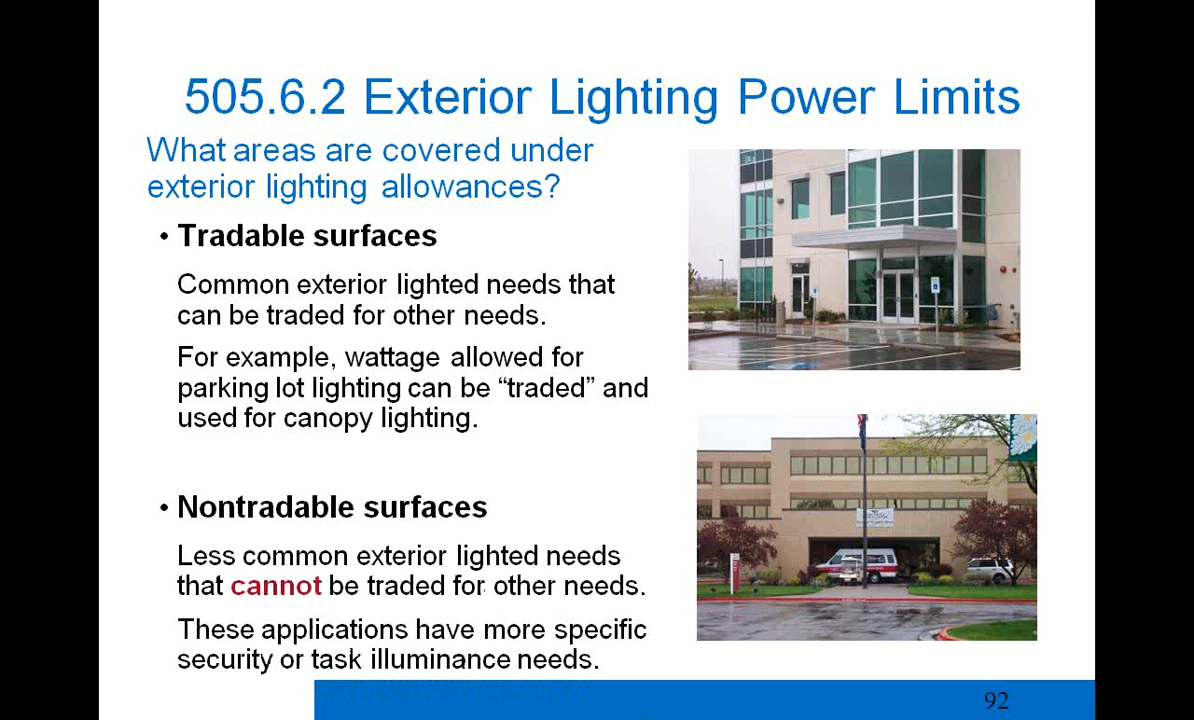 505.6.2 Exterior Lighting Power Limits
What areas are covered under
exterior lighting allowances?
• Tradable surfaces
Common exterior lighted needs that
can be traded for other needs.
For example, wattage allowed for
parking lot lighting can be “traded” and
used for canopy lighting.
• Nontradable surfaces
Less common exterior lighted needs
that cannot be traded for other needs.
These applications have more specific
security or task illuminance needs.
92